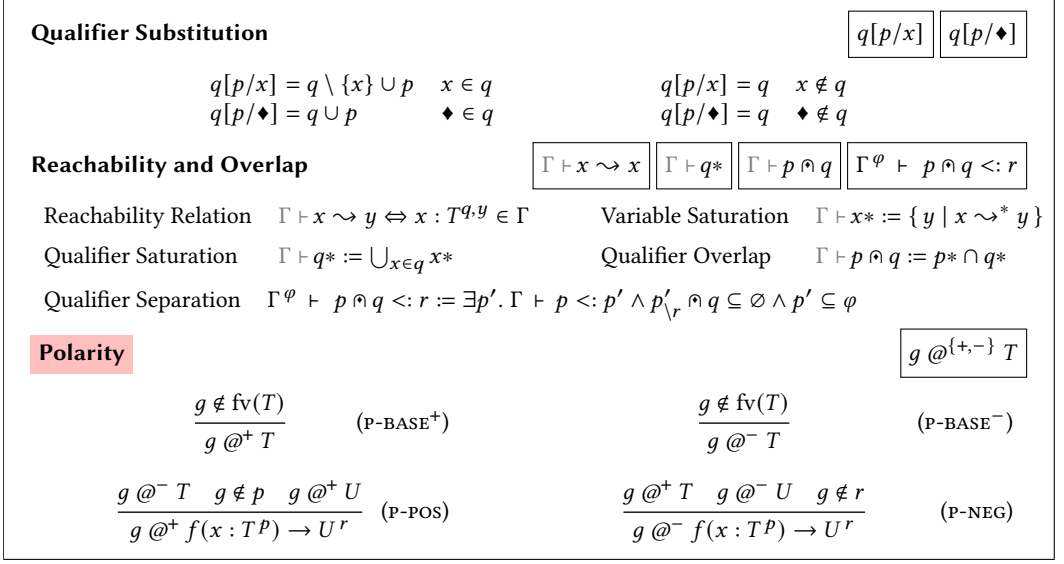 Qualifier Substitution q[p/x] q[p/♦]
q[p/x] = q \ {x} ∪ p x ∈ q q[p/x] = q x ∉ q
q[p/♦] = q ∪ p ♦ ∈ q q[p/♦] = q ♦ ∉ q
Reachability and Overlap Γ ⊢ x ⇝ x Γ ⊢ q* Γ ⊢ p ⋒ q Γ^φ ⊢ p ⋒ q <: r
Reachability Relation Γ ⊢ x ⇝ y ⇔ x : T^{q,y} ∈ Γ Variable Saturation Γ ⊢ x* := { y | x ⇝* y }
Qualifier Saturation Γ ⊢ q* := ⋃_{x∈q} x* Qualifier Overlap Γ ⊢ p ⋒ q := p* ∩ q*
Qualifier Separation Γ^φ ⊢ p ⋒ q <: r := ∃p′. Γ ⊢ p <: p′ ∧ p′_{\r} ⋒ q ⊆ ∅ ∧ p′ ⊆ φ
Polarity g @^{+,−} T
g ∉ fv(T) g ∉ fv(T)
(P-BASE⁺) (P-BASE⁻)
g @⁺ T g @⁻ T
g @⁻ T g ∉ p g @⁺ U g @⁺ T g @⁻ U g ∉ r
(P-POS) (P-NEG)
g @⁺ f(x : T^p) → U^r g @⁻ f(x : T^p) → U^r